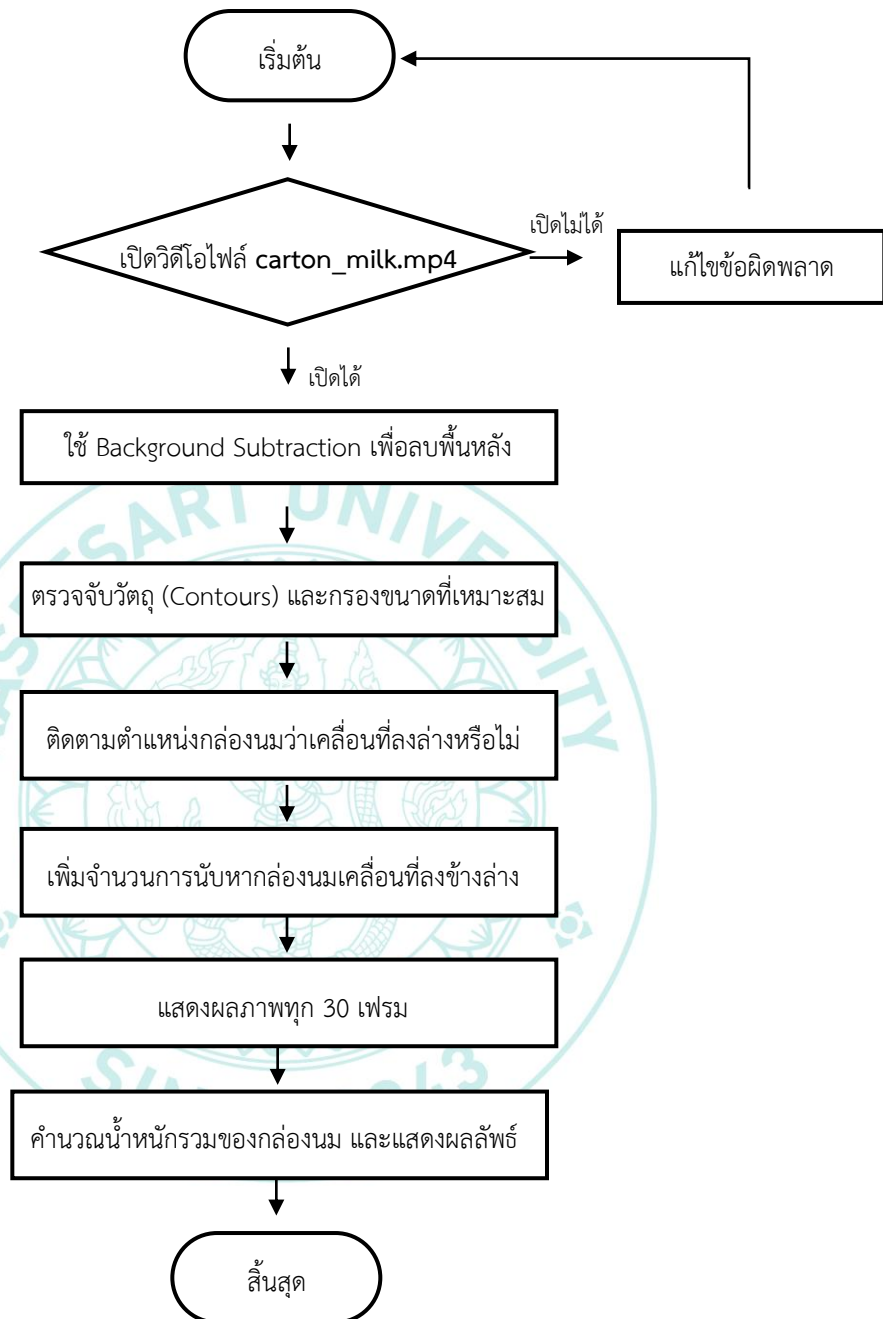 เริ่มต้น
เปิดวิดีโอไฟล์ carton_milk.mp4
เปิดไม่ได้
แก้ไขข้อผิดพลาด
เปิดได้
ใช้ Background Subtraction เพื่อลบพื้นหลัง
ตรวจจับวัตถุ (Contours) และกรองขนาดที่เหมาะสม
ติดตามตำแหน่งกล่องนมว่าเคลื่อนที่ลงล่างหรือไม่
เพิ่มจำนวนการนับหากล่องนมเคลื่อนที่ลงข้างล่าง
แสดงผลภาพทุก 30 เฟรม
คำนวณน้ำหนักรวมของกล่องนม และแสดงผลลัพธ์
สิ้นสุด